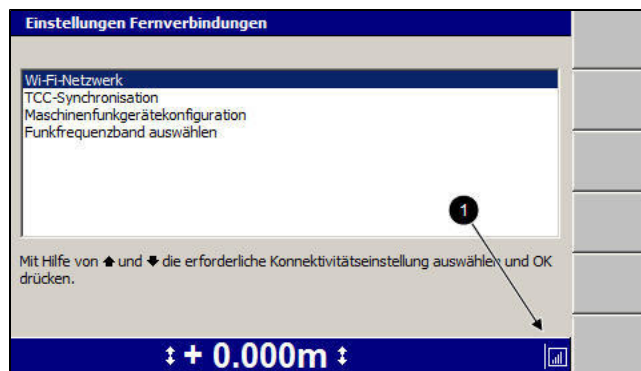 Einstellungen Fernverbindungen
Wi-Fi-Netzwerk
TCC-Synchronisation
Maschinenfunkgerätekonfiguration
Funkfrequenzband auswählen
1
Mit Hilfe von ⬆ und ⬇ die erforderliche Konnektivitätseinstellung auswählen und OK
drücken.
↕ + 0.000m ↕